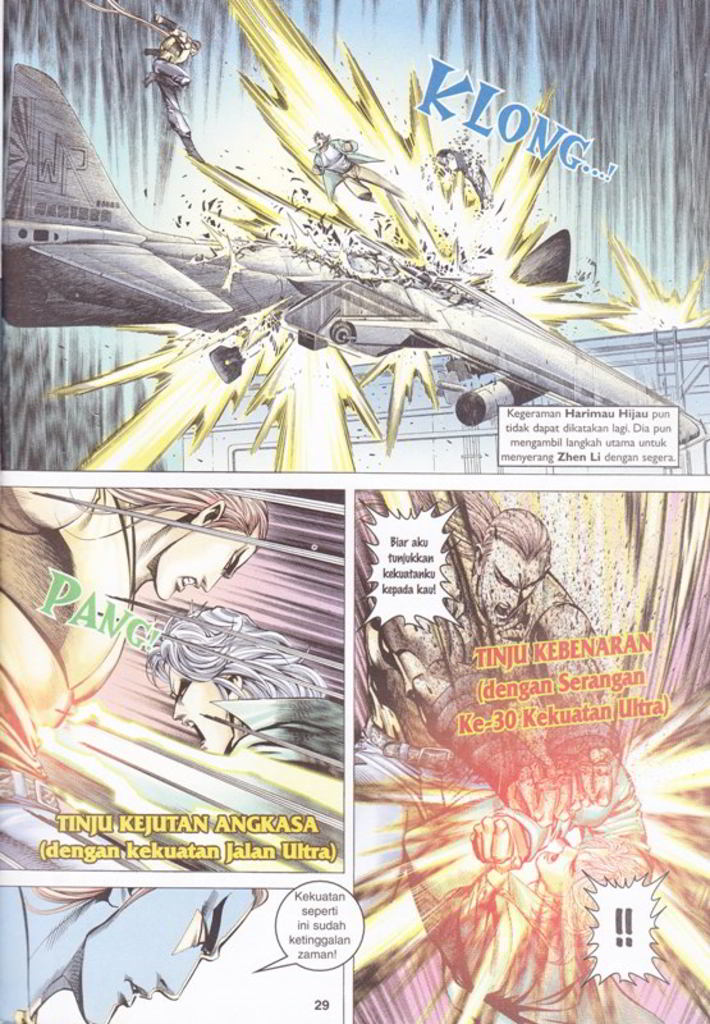 KLONG...!
WP
Kegeraman Harimau Hijau pun
tidak dapat dikatakan lagi. Dia pun
mengambil langkah utama untuk
menyerang Zhen Li dengan segera.
PANG!
TINJU KEJUTAN ANGKASA
(dengan kekuatan Jalan Ultra)
Biar aku
tunjukkan
kekuatanku
kepada kau!
TINJU KEBENARAN
(dengan Serangan
Ke-30 Kekuatan Ultra)
!!
Kekuatan
seperti
ini sudah
ketinggalan
zaman!
29